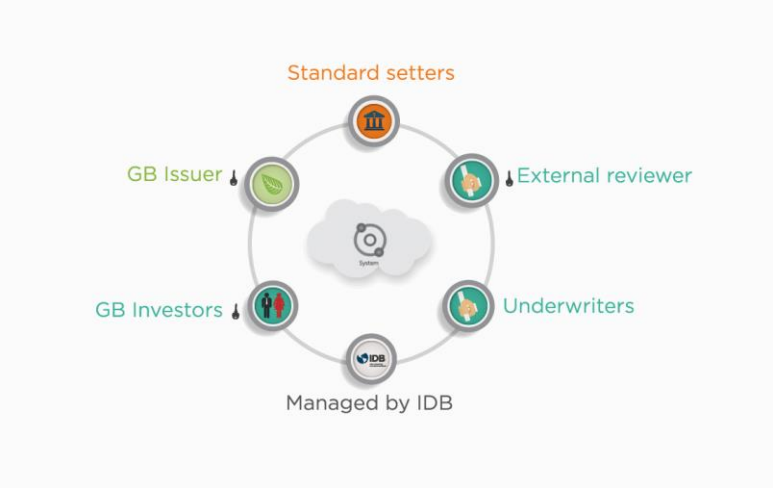 Standard setters
GB Issuer
External reviewer
System
GB Investors
Underwriters
IDB
Managed by IDB